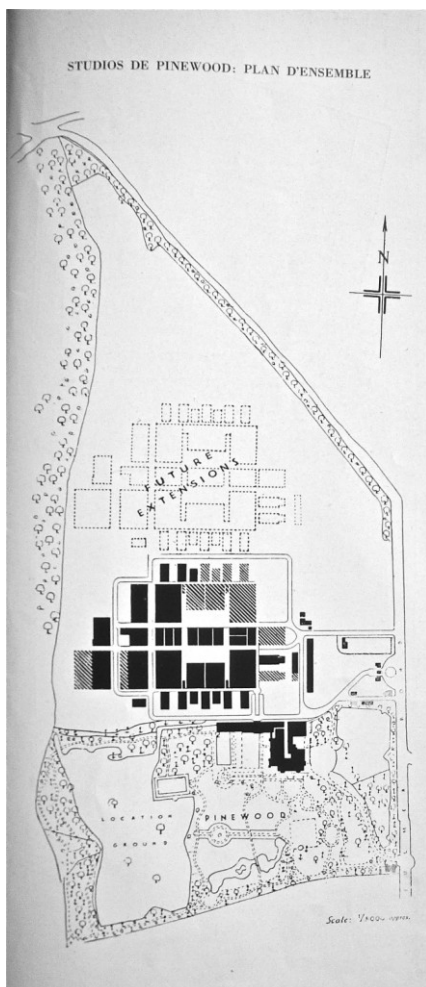 STUDIOS DE PINEWOOD: PLAN D'ENSEMBLE
N
FUTURE
EXTENSIONS
LOCATION
GROUND
PINEWOOD
Scale: